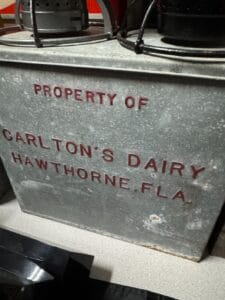 PROPERTY OF
CARLTON'S DAIRY
HAWTHORNE, FLA.